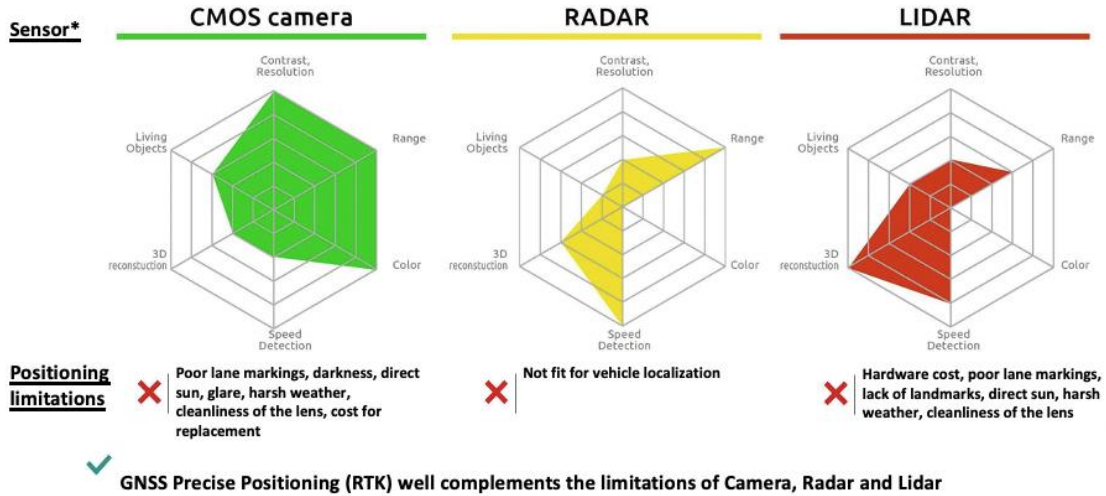 Sensor*
CMOS camera
RADAR
LIDAR
Contrast,
Resolution
Living
Objects
Range
3D
reconstuction
Color
Speed
Detection
Contrast,
Resolution
Living
Objects
Range
3D
reconstuction
Color
Speed
Detection
Contrast,
Resolution
Living
Objects
Range
3D
reconstuction
Color
Speed
Detection
Positioning
limitations
Poor lane markings, darkness, direct
sun, glare, harsh weather,
cleanliness of the lens, cost for
replacement
Not fit for vehicle localization
Hardware cost, poor lane markings,
lack of landmarks, direct sun, harsh
weather, cleanliness of the lens
GNSS Precise Positioning (RTK) well complements the limitations of Camera, Radar and Lidar